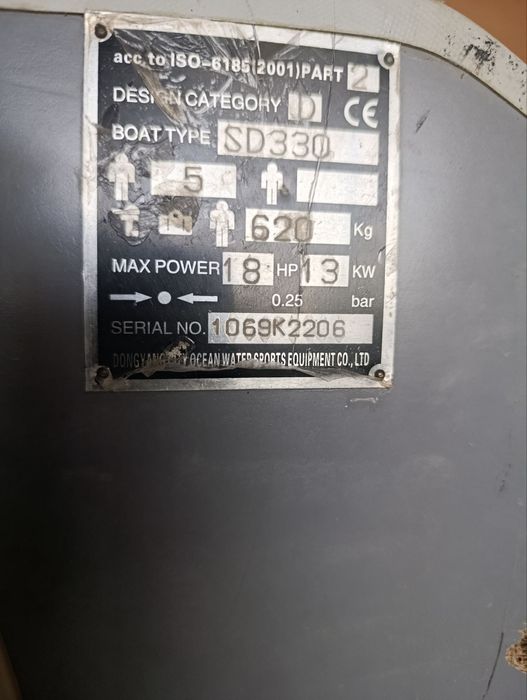 acc. to ISO-6185(2001)PART 2
DESIGN CATEGORY D CE
BOAT TYPE SD330
5
620 Kg
MAX POWER 18 HP 13 KW
0.25 bar
SERIAL NO. 1069K2206
OCEAN WATER SPORTS EQUIPMENT CO., LTD